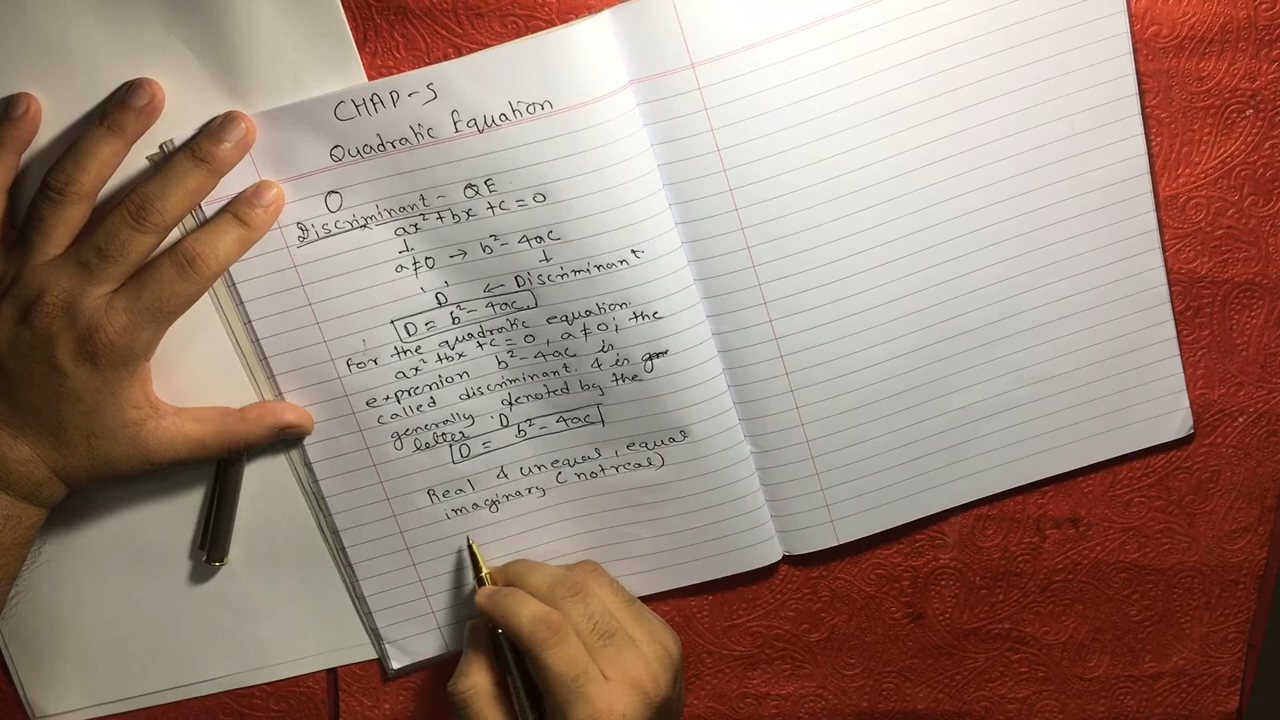 CHAP-5
Quadratic Equation
O
Discriminant - QE
ax² + bx + c = 0
a ≠ 0 → b² - 4ac
D ← Discriminant
D = b² - 4ac
For the quadratic equation.
ax² + bx + c = 0, a ≠ 0; the
expression b² - 4ac is
called discriminant. & is gene
generally denoted by the
letter 'D
D = b² - 4ac
Real & unequal, equal
imaginary (not real)